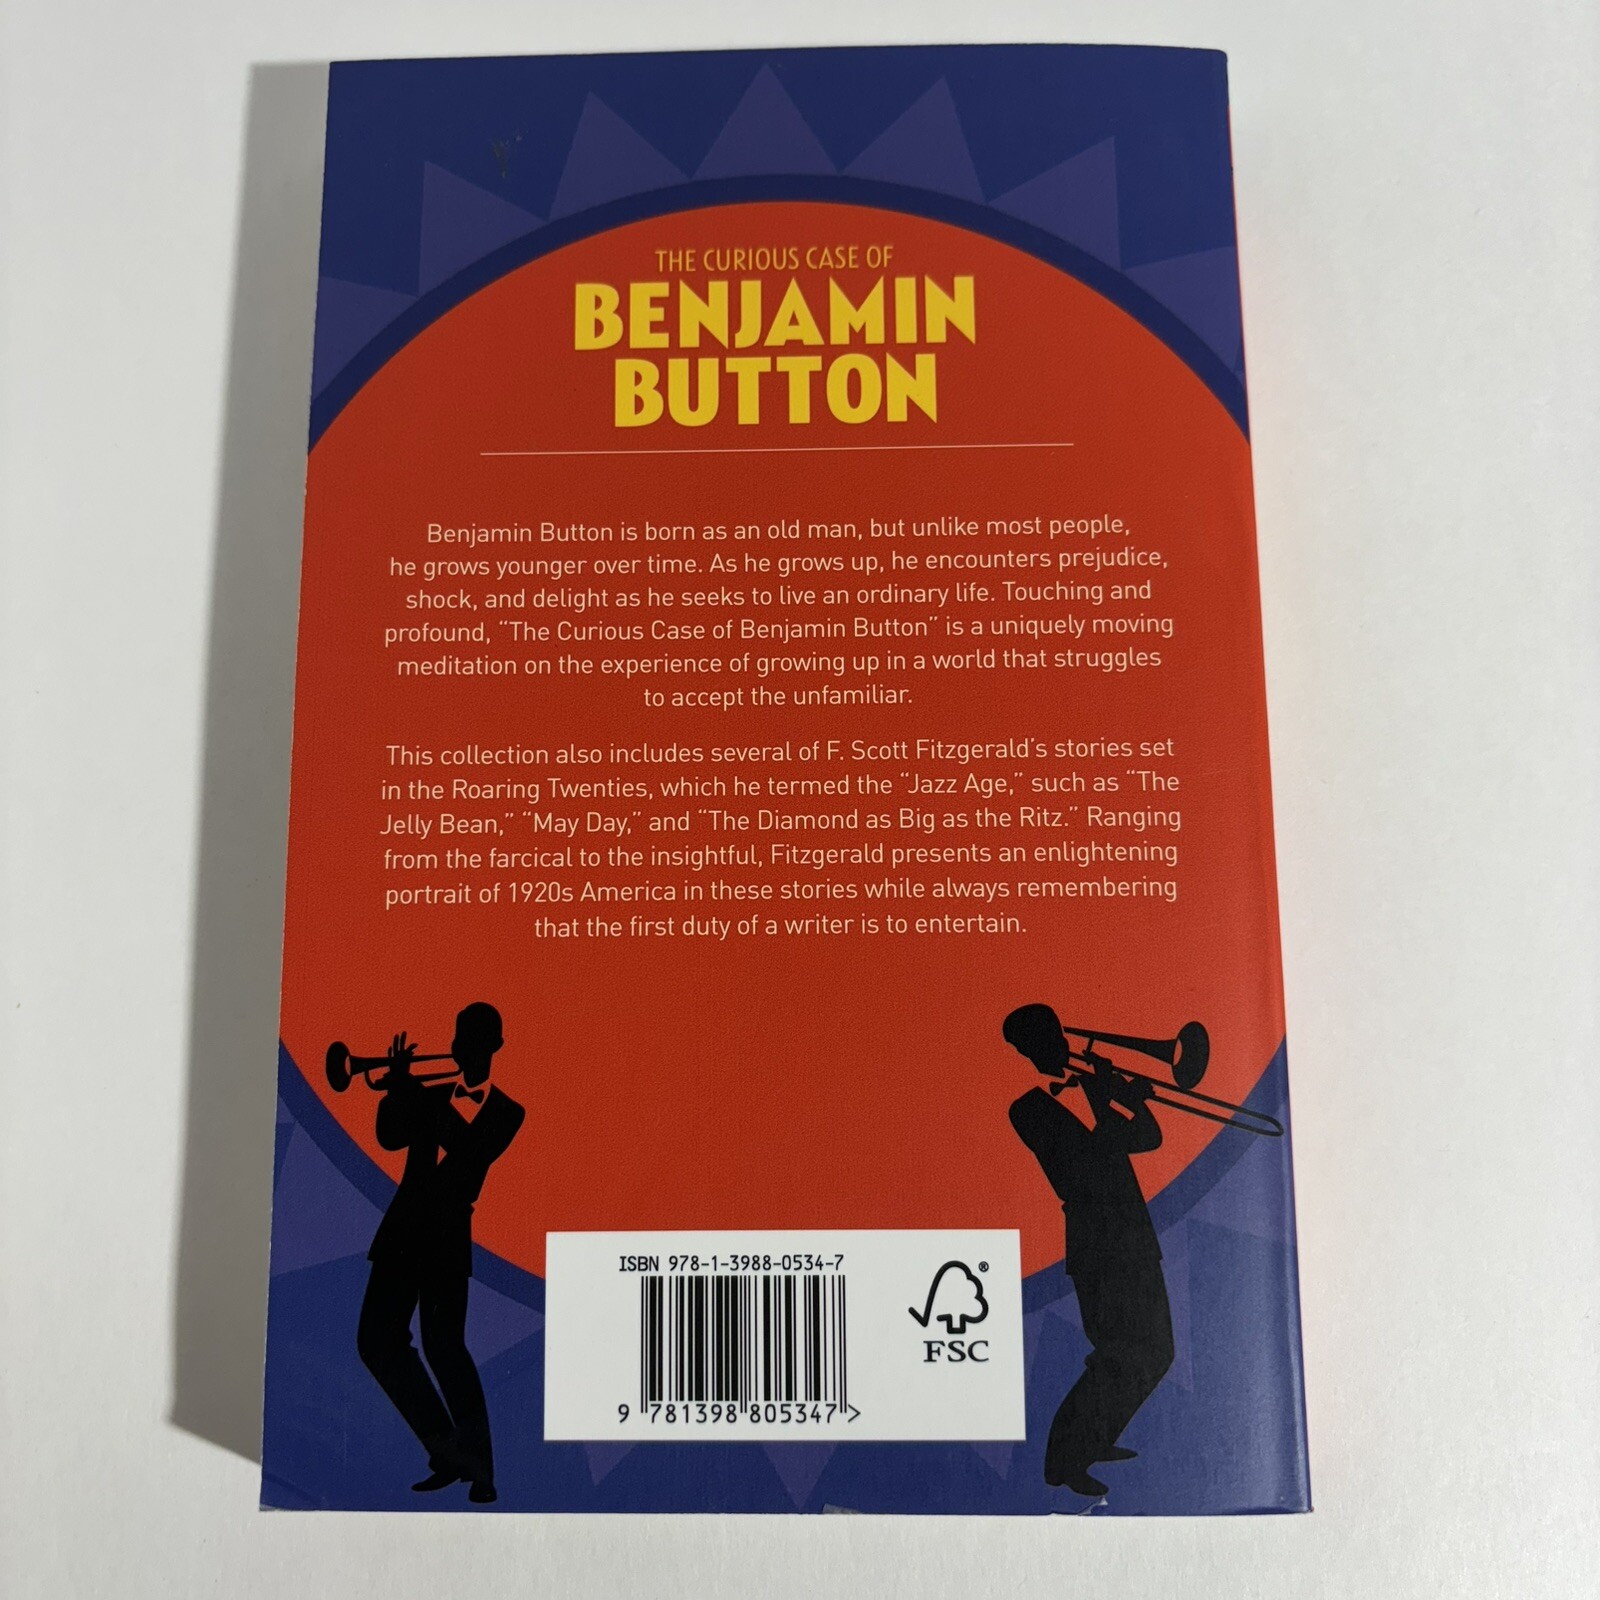 THE CURIOUS CASE OF
BENJAMIN
BUTTON
Benjamin Button is born as an old man, but unlike most people,
he grows younger over time. As he grows up, he encounters prejudice,
shock, and delight as he seeks to live an ordinary life. Touching and
profound, “The Curious Case of Benjamin Button” is a uniquely moving
meditation on the experience of growing up in a world that struggles
to accept the unfamiliar.
This collection also includes several of F. Scott Fitzgerald’s stories set
in the Roaring Twenties, which he termed the “Jazz Age,” such as “The
Jelly Bean,” “May Day,” and “The Diamond as Big as the Ritz.” Ranging
from the farcical to the insightful, Fitzgerald presents an enlightening
portrait of 1920s America in these stories while always remembering
that the first duty of a writer is to entertain.
ISBN 978-1-3988-0534-7
9 781398 805347 >
®
FSC